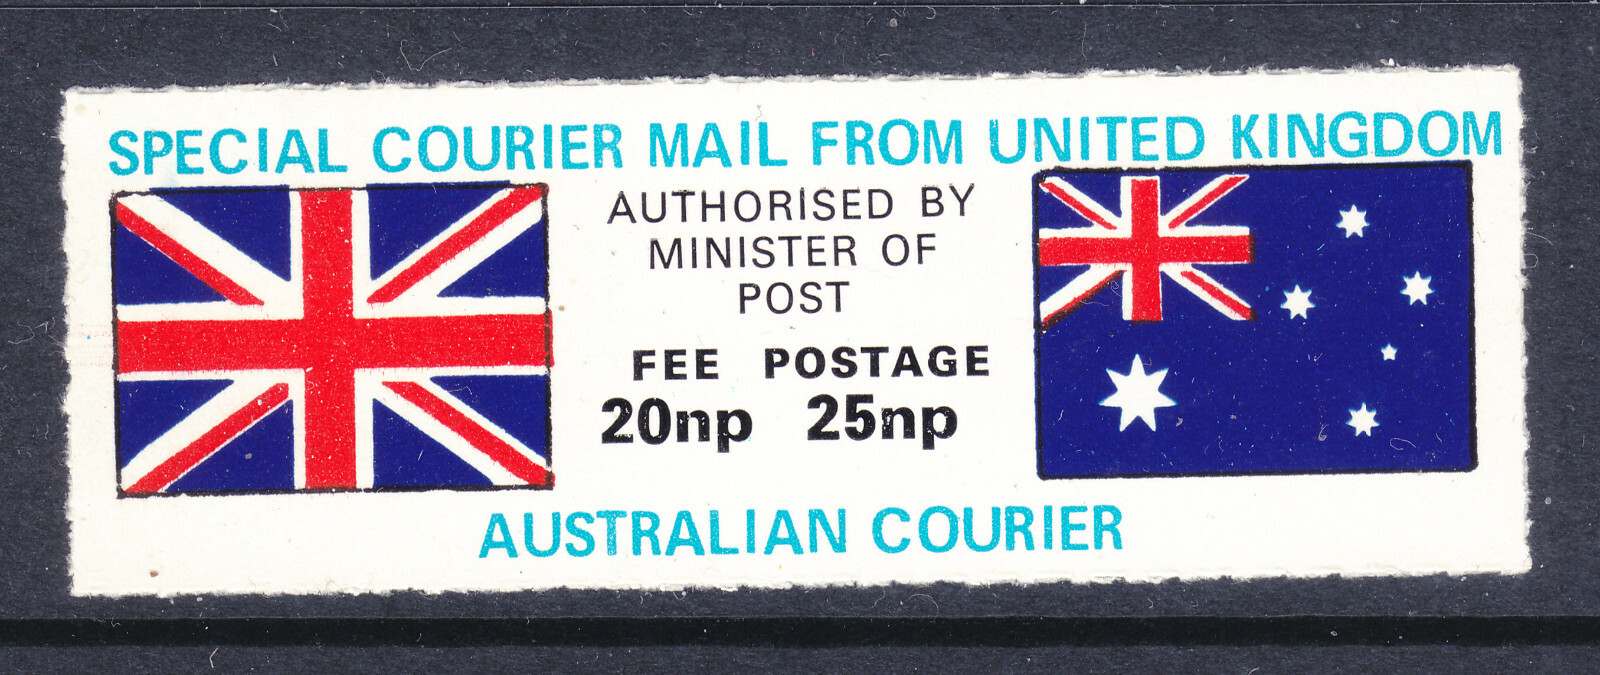 SPECIAL COURIER MAIL FROM UNITED KINGDOM
AUTHORISED BY
MINISTER OF
POST
FEE POSTAGE
20np 25np
AUSTRALIAN COURIER